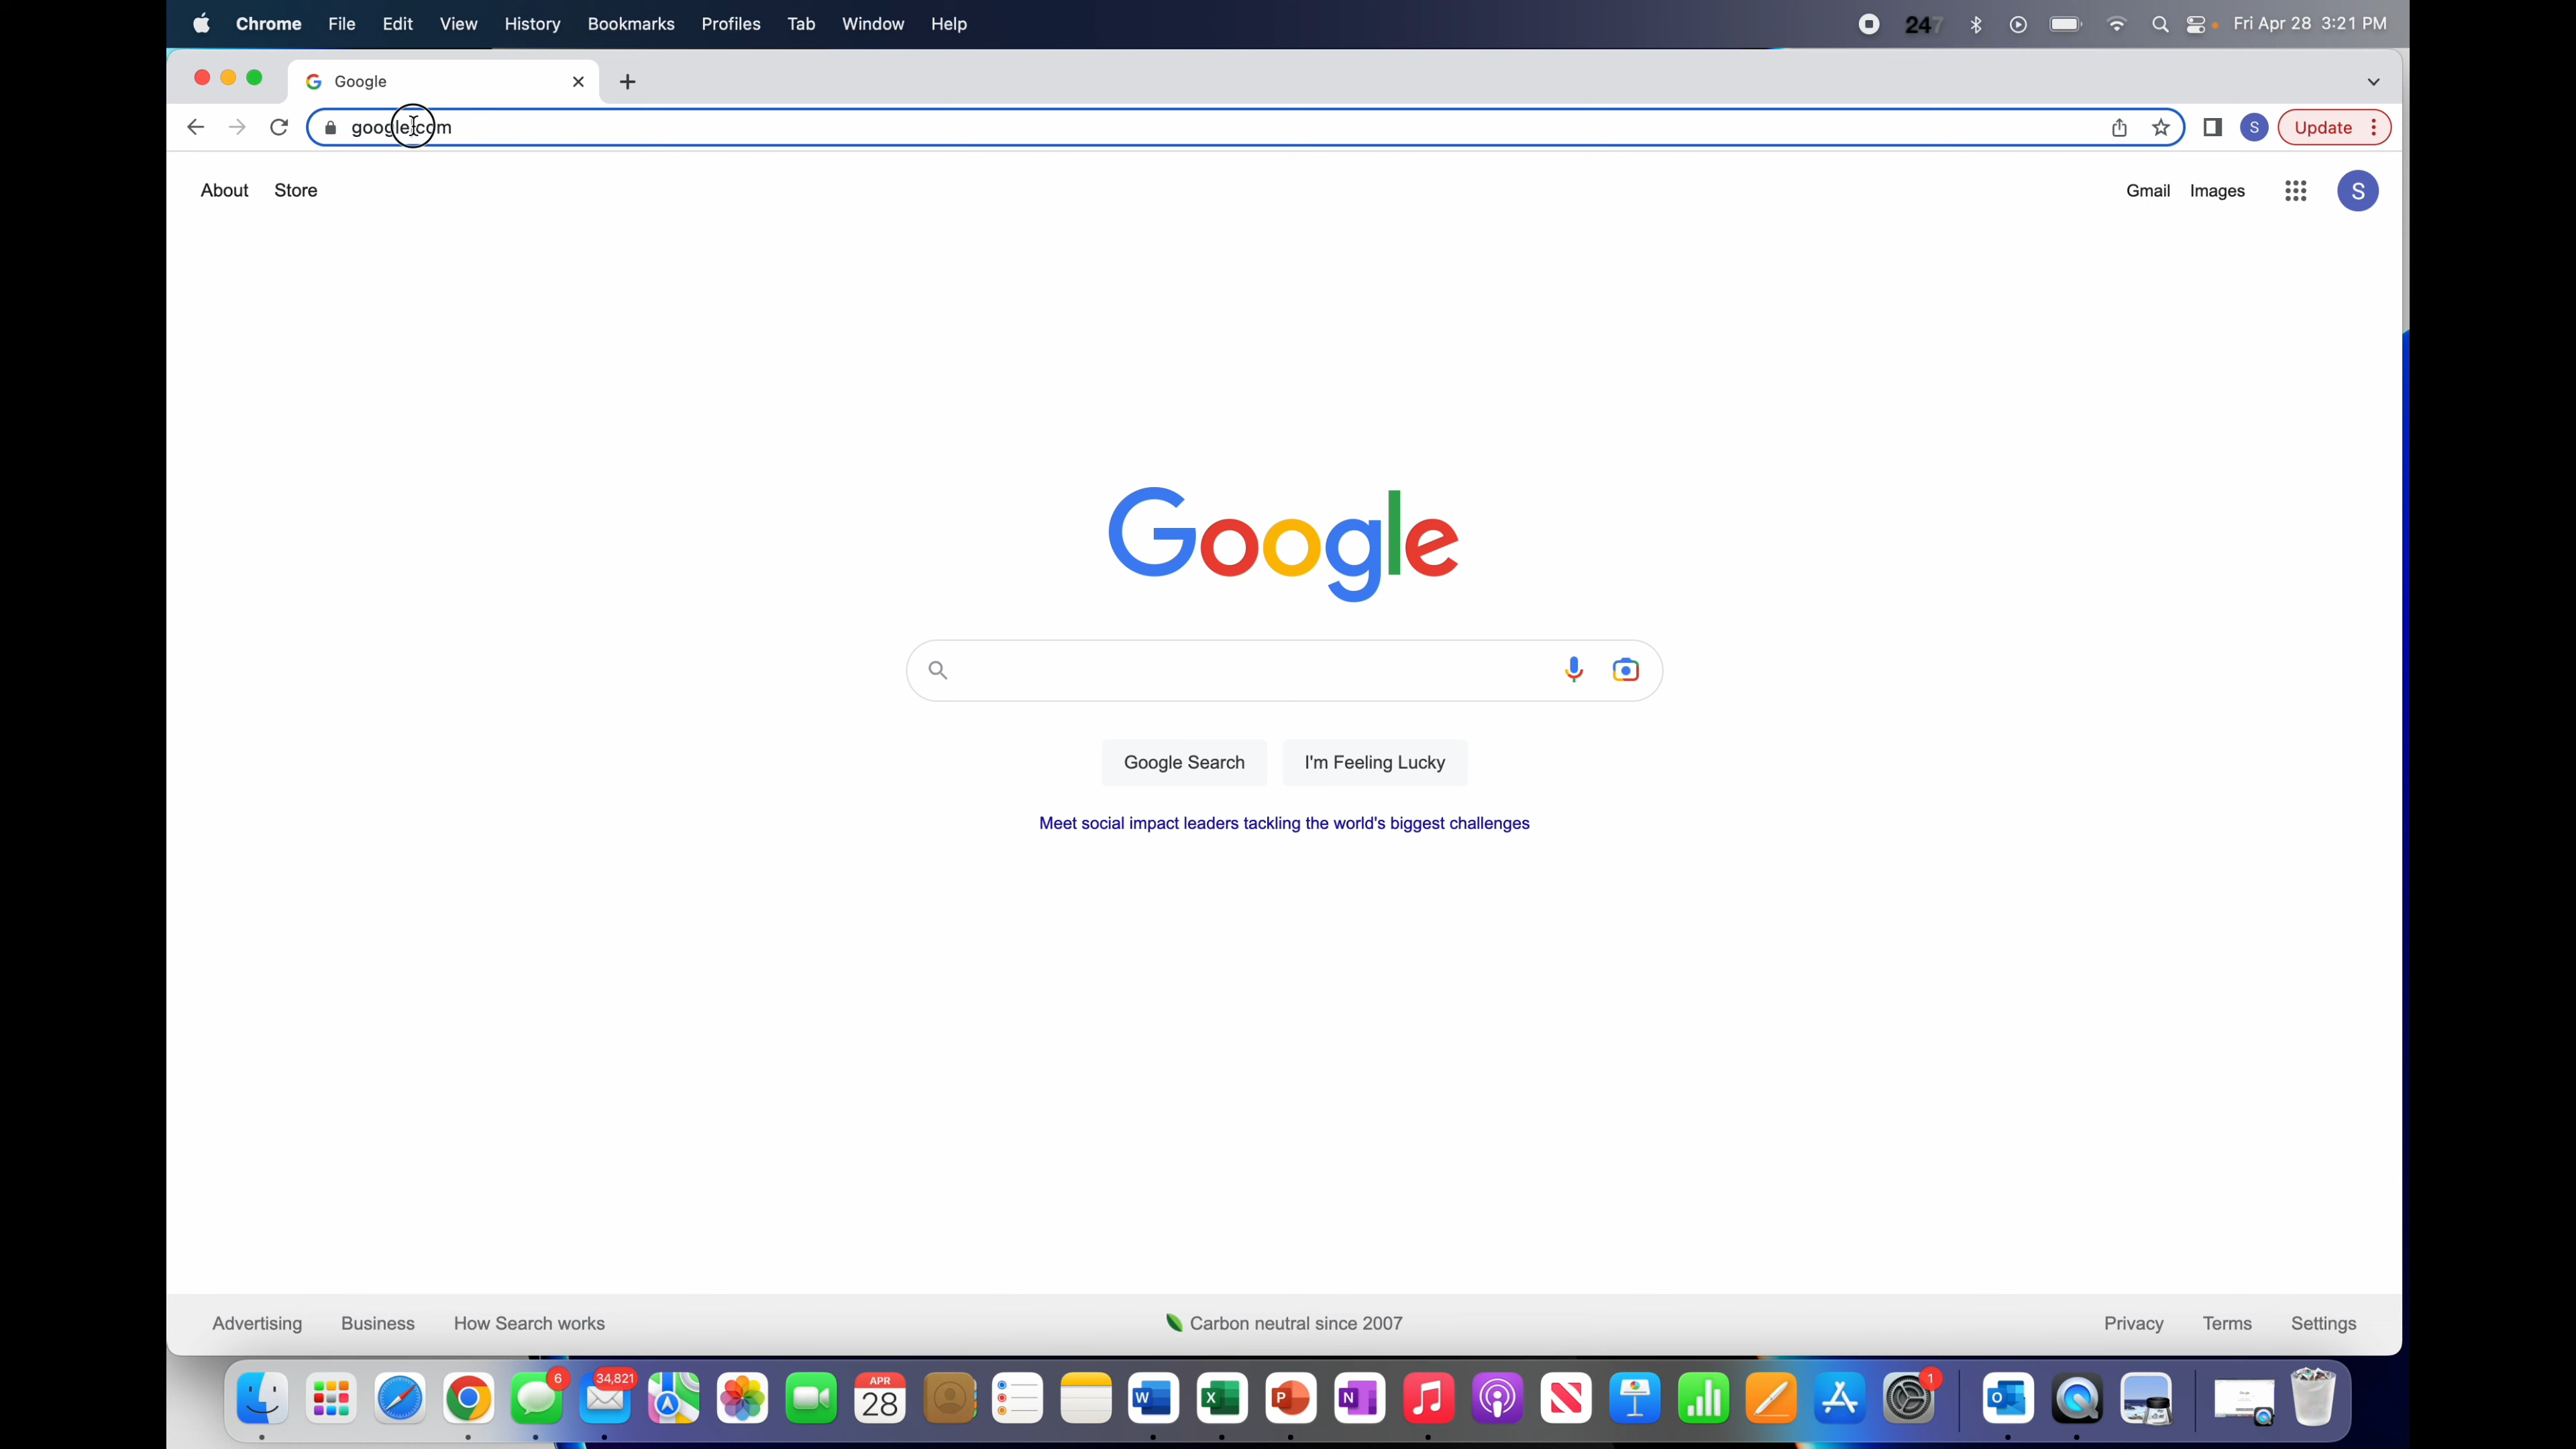 Chrome File Edit View History Bookmarks Profiles Tab Window Help Fri Apr 28 3:21 PM
Google
google.com S Update
About Store Gmail Images S
Google
Google Search I'm Feeling Lucky
Meet social impact leaders tackling the world's biggest challenges
Advertising Business How Search works Carbon neutral since 2007 Privacy Terms Settings
6 34,821 APR 1
28 W X P N O